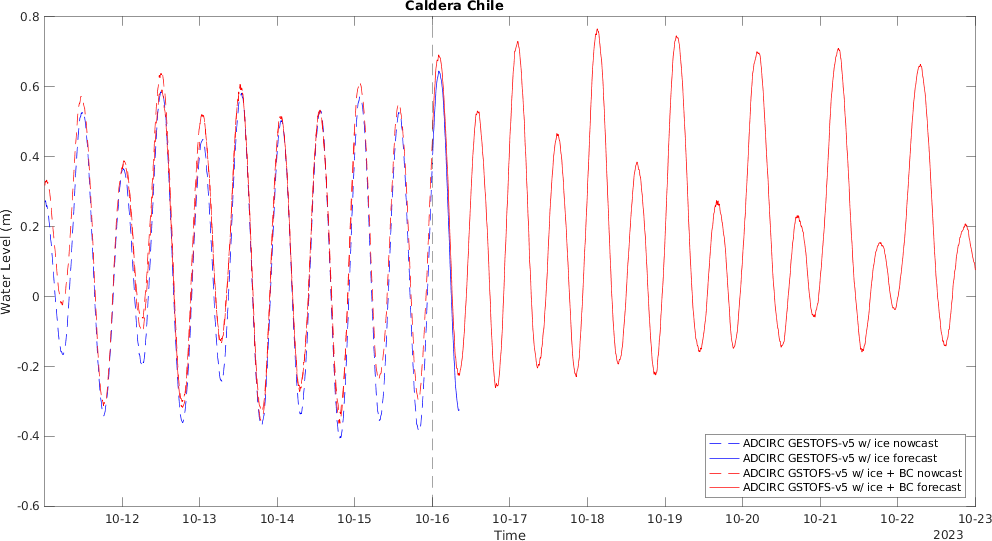 Caldera Chile
Water Level (m)
0.8
0.6
0.4
0.2
0
-0.2
-0.4
-0.6
ADCIRC GESTOFS-v5 w/ ice nowcast
ADCIRC GESTOFS-v5 w/ ice forecast
ADCIRC GSTOFS-v5 w/ ice + BC nowcast
ADCIRC GSTOFS-v5 w/ ice + BC forecast
10-12 10-13 10-14 10-15 10-16 10-17 10-18 10-19 10-20 10-21 10-22 10-23
Time
2023